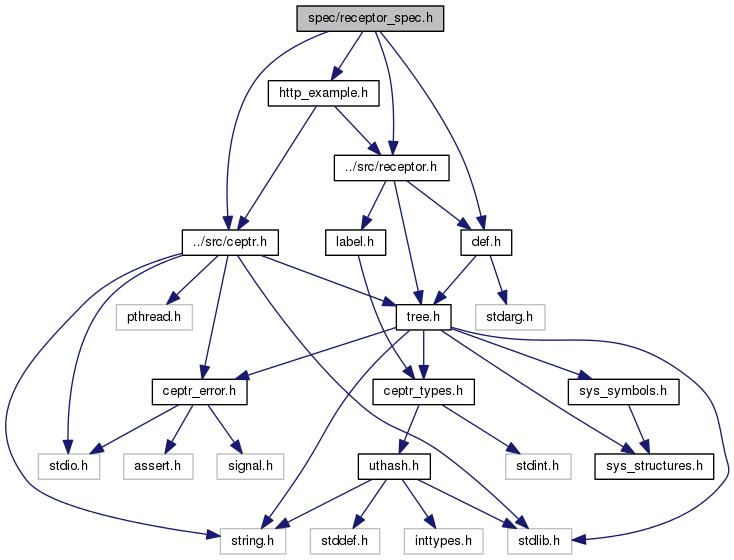 spec/receptor_spec.h
http_example.h
../src/receptor.h
../src/ceptr.h
label.h
def.h
pthread.h
tree.h
stdarg.h
ceptr_error.h
ceptr_types.h
sys_symbols.h
stdio.h
assert.h
signal.h
uthash.h
stdint.h
sys_structures.h
string.h
stddef.h
inttypes.h
stdlib.h